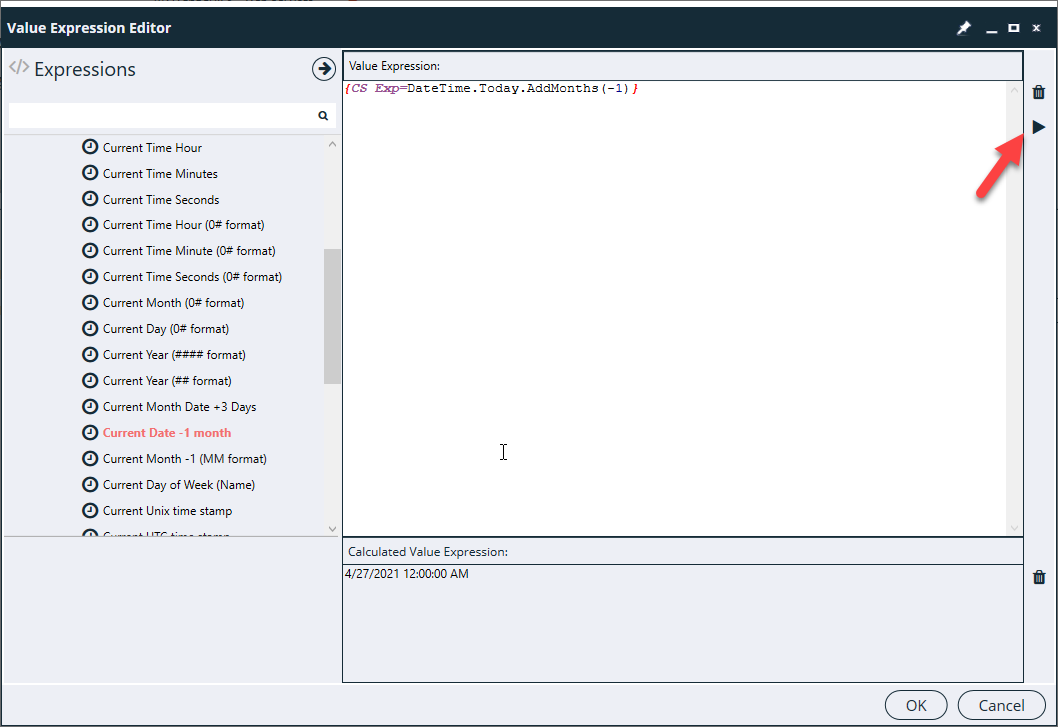 Value Expression Editor
</> Expressions
Value Expression:
{CS Exp=DateTime.Today.AddMonths(-1)}
Current Time Hour
Current Time Minutes
Current Time Seconds
Current Time Hour (0# format)
Current Time Minute (0# format)
Current Time Seconds (0# format)
Current Month (0# format)
Current Day (0# format)
Current Year (#### format)
Current Year (## format)
Current Month Date +3 Days
Current Date -1 month
Current Month -1 (MM format)
Current Day of Week (Name)
Current Unix time stamp
Current UTC time stamp
Calculated Value Expression:
4/27/2021 12:00:00 AM
OK
Cancel